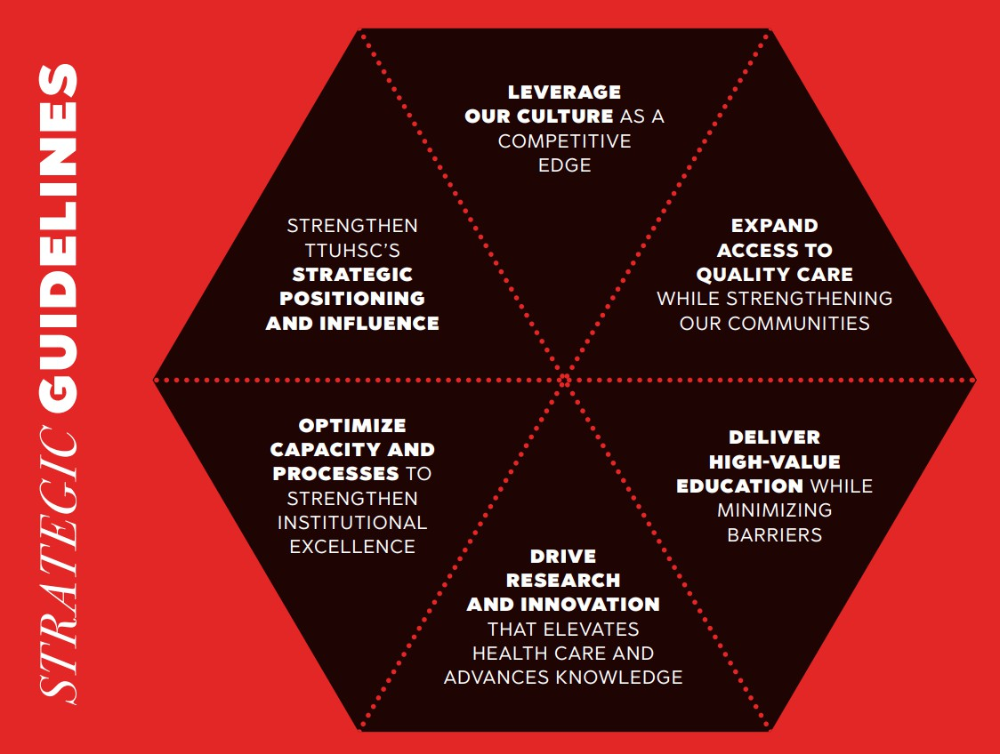 STRATEGIC GUIDELINES
LEVERAGE
OUR CULTURE AS A
COMPETITIVE
EDGE
EXPAND
ACCESS TO
QUALITY CARE
WHILE STRENGTHENING
OUR COMMUNITIES
DELIVER
HIGH-VALUE
EDUCATION WHILE
MINIMIZING
BARRIERS
DRIVE
RESEARCH
AND INNOVATION
THAT ELEVATES
HEALTH CARE AND
ADVANCES KNOWLEDGE
OPTIMIZE
CAPACITY AND
PROCESSES TO
STRENGTHEN
INSTITUTIONAL
EXCELLENCE
STRENGTHEN
TTUHSC’S
STRATEGIC
POSITIONING
AND INFLUENCE